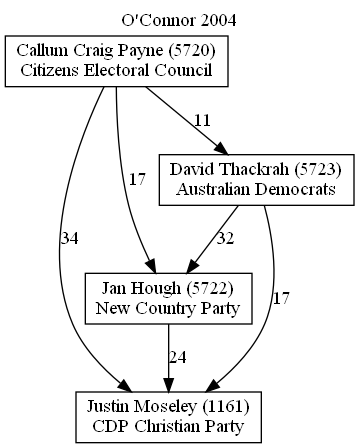 O'Connor 2004
Callum Craig Payne (5720)
Citizens Electoral Council
11
David Thackrah (5723)
Australian Democrats
17
34
32
Jan Hough (5722)
New Country Party
17
24
Justin Moseley (1161)
CDP Christian Party